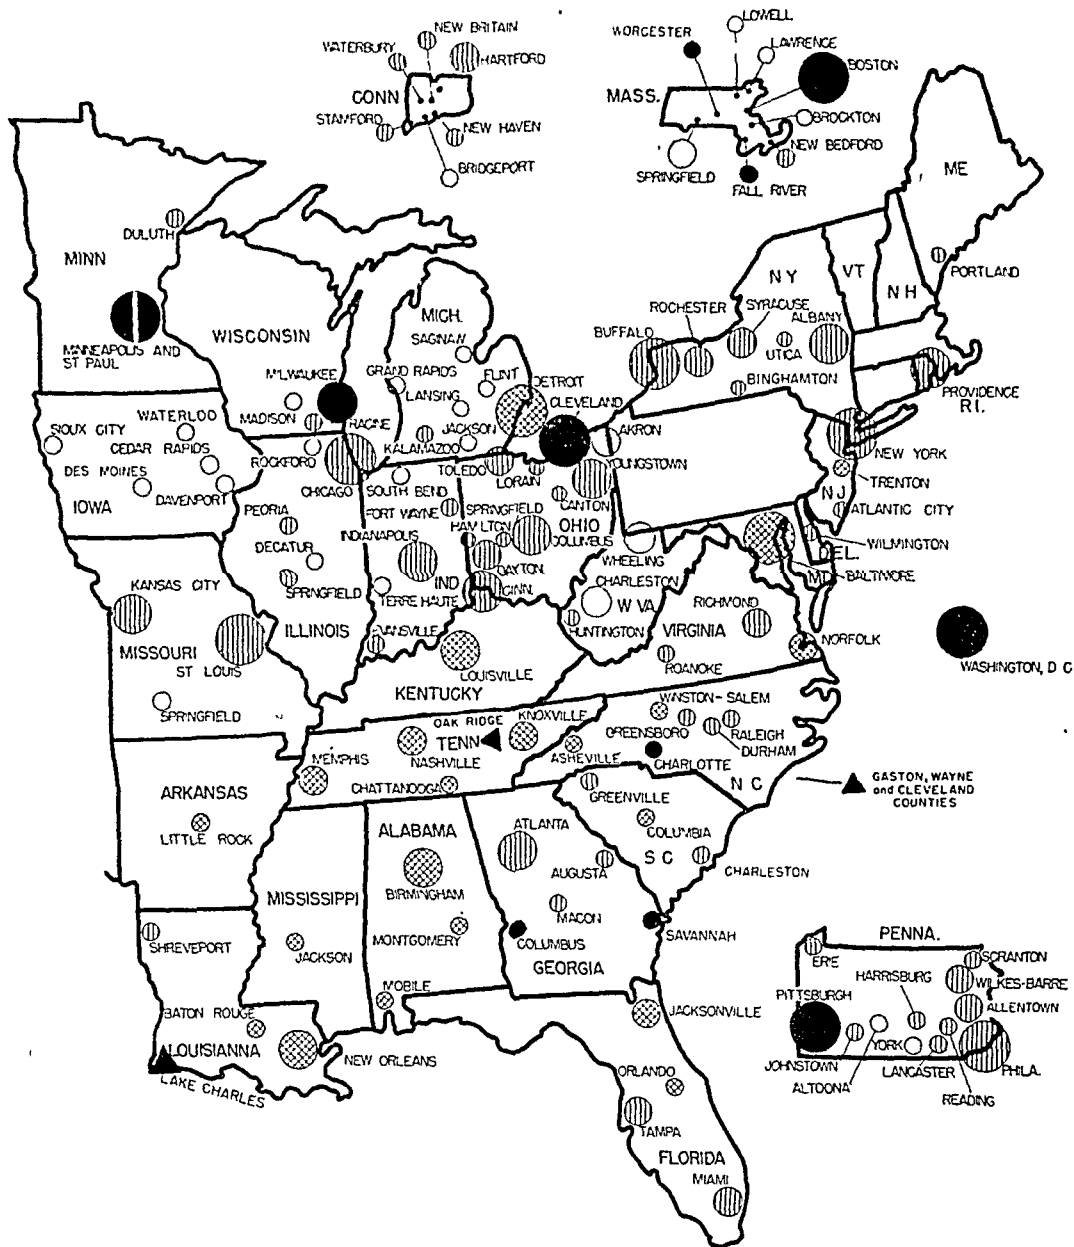 NEW BRITAIN
WATERBURY
HARTFORD
CONN
STAMFORD
NEW HAVEN
BRIDGEPORT
LOWELL
WORCESTER
LAWRENCE
BOSTON
MASS.
BROCKTON
NEW BEDFORD
SPRINGFIELD
FALL RIVER
ME
DULUTH
MINN
PORTLAND
NY
VT
NH
MICH.
ROCHESTER
SYRACUSE
ALBANY
BUFFALO
UTICA
BINGHAMTON
WISCONSIN
SAGINAW
MINNEAPOLIS AND
ST PAUL
MILWAUKEE
GRAND RAPIDS
FLINT
DETROIT
LANSING
CLEVELAND
PROVIDENCE
R I.
WATERLOO
MADISON
RACINE
JACKSON
AKRON
SIOUX CITY
CEDAR RAPIDS
KALAMAZOO
NEW YORK
ROCKFORD
TOLEDO
YOUNGSTOWN
DES MOINES
LORAIN
TRENTON
DAVENPORT
CHICAGO
SOUTH BEND
CANTON
NJ
IOWA
PEORIA
FORT WAYNE
SPRINGFIELD
ATLANTIC CITY
INDIANAPOLIS
HAMILTON
OHIO
COLUMBUS
WILMINGTON
DECATUR
DAYTON
WHEELING
DEL.
KANSAS CITY
SPRINGFIELD
TERRE HAUTE
IND
CINN.
CHARLESTON
MD
BALTIMORE
W VA
RICHMOND
ILLINOIS
EVANSVILLE
HUNTINGTON
VIRGINIA
NORFOLK
MISSOURI
ST LOUIS
LOUISVILLE
ROANOKE
WASHINGTON, D C
KENTUCKY
SPRINGFIELD
OAK RIDGE
KNOXVILLE
WINSTON-SALEM
TENN
GREENSBORO
RALEIGH
DURHAM
MEMPHIS
NASHVILLE
ASHEVILLE
CHARLOTTE
CHATTANOOGA
N C
GASTON, WAYNE
and CLEVELAND
COUNTIES
ARKANSAS
GREENVILLE
LITTLE ROCK
ALABAMA
ATLANTA
COLUMBIA
S C
AUGUSTA
CHARLESTON
MISSISSIPPI
BIRMINGHAM
MACON
MONTGOMERY
COLUMBUS
SAVANNAH
SHREVEPORT
JACKSON
GEORGIA
PENNA.
ERIE
SCRANTON
HARRISBURG
WILKES-BARRE
PITTSBURGH
ALLENTOWN
MOBILE
BATON ROUGE
JACKSONVILLE
LOUISIANNA
NEW ORLEANS
YORK
JOHNSTOWN
ALTOONA
LANCASTER
PHILA.
READING
LAKE CHARLES
ORLANDO
TAMPA
FLORIDA
MIAMI